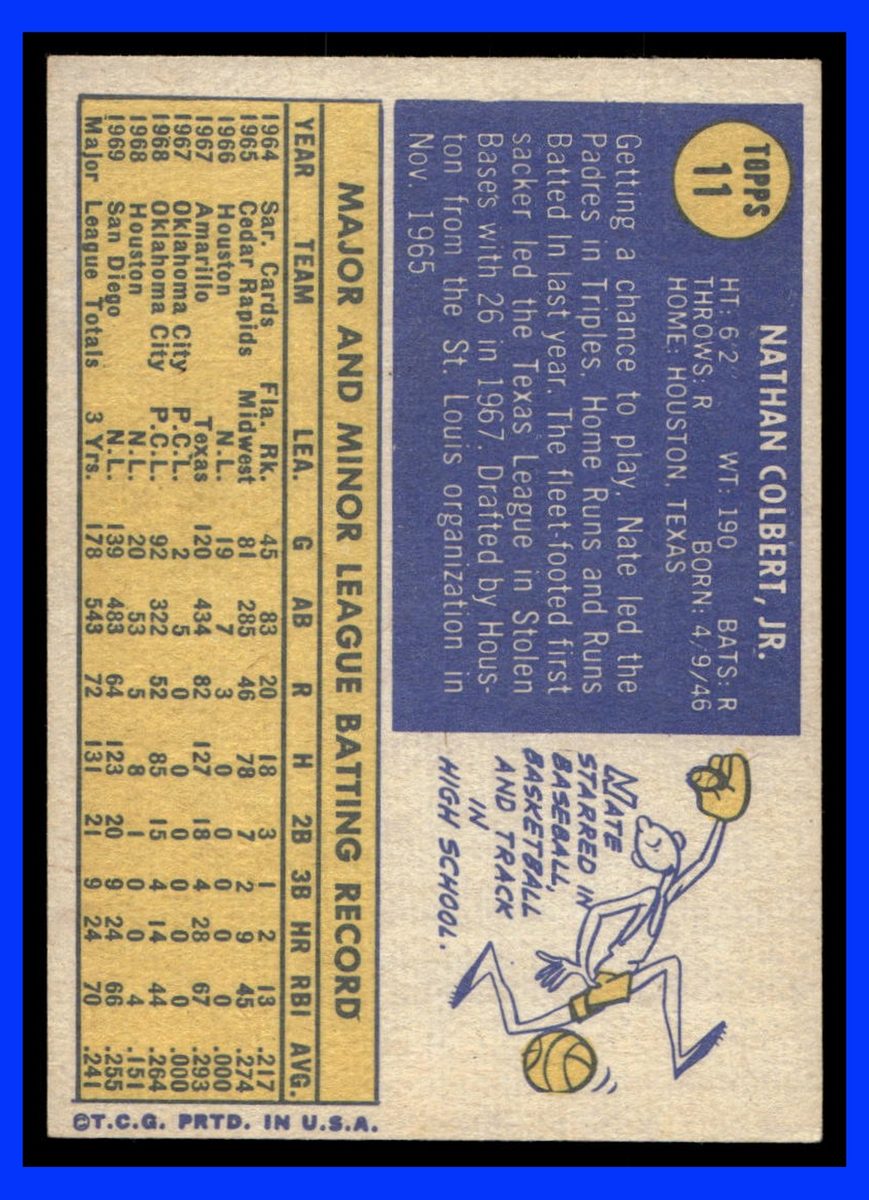 TOPPS
11
NATHAN COLBERT, JR.
HT: 6'2" WT: 190 BATS: R
THROWS: R BORN: 4/9/46
HOME: HOUSTON, TEXAS
Getting a chance to play, Nate led the
Padres in Triples, Home Runs and Runs
Batted In last year. The fleet-footed first
sacker led the Texas League in Stolen
Bases with 26 in 1967. Drafted by Hous-
ton from the St. Louis organization in
Nov. 1965
NATE
STARRED IN
BASEBALL,
BASKETBALL
AND TRACK
IN
HIGH SCHOOL.
MAJOR AND MINOR LEAGUE BATTING RECORD
YEAR TEAM LEA. G AB R H 2B 3B HR RBI AVG.
1964 Sar. Cards Fla. Rk. 45 83 20 18 3 1 2 13 .217
1965 Cedar Rapids Midwest 81 285 46 78 7 2 9 45 .274
1966 Houston N.L. 19 7 3 0 0 0 0 0 .000
1967 Amarillo Texas 120 434 82 127 18 4 28 67 .293
1967 Oklahoma City P.C.L. 2 5 0 0 0 0 0 0 .000
1968 Oklahoma City P.C.L. 92 322 52 85 15 4 14 44 .264
1968 Houston N.L. 20 53 5 8 1 0 0 4 .151
1969 San Diego N.L. 139 483 64 123 20 9 24 66 .255
Major League Totals 3 Yrs. 178 543 72 131 21 9 24 70 .241
©T.C.G. PRTD. IN U.S.A.